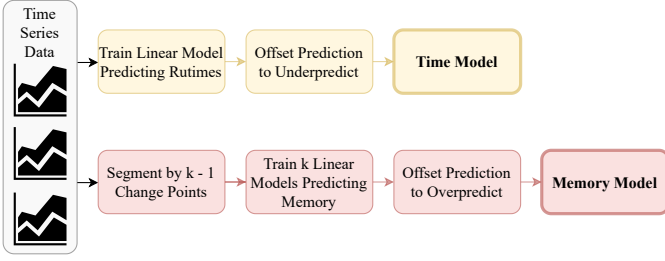 Time
Series
Data
Train Linear Model
Predicting Rutimes
Offset Prediction
to Underpredict
Time Model
Segment by k - 1
Change Points
Train k Linear
Models Predicting
Memory
Offset Prediction
to Overpredict
Memory Model